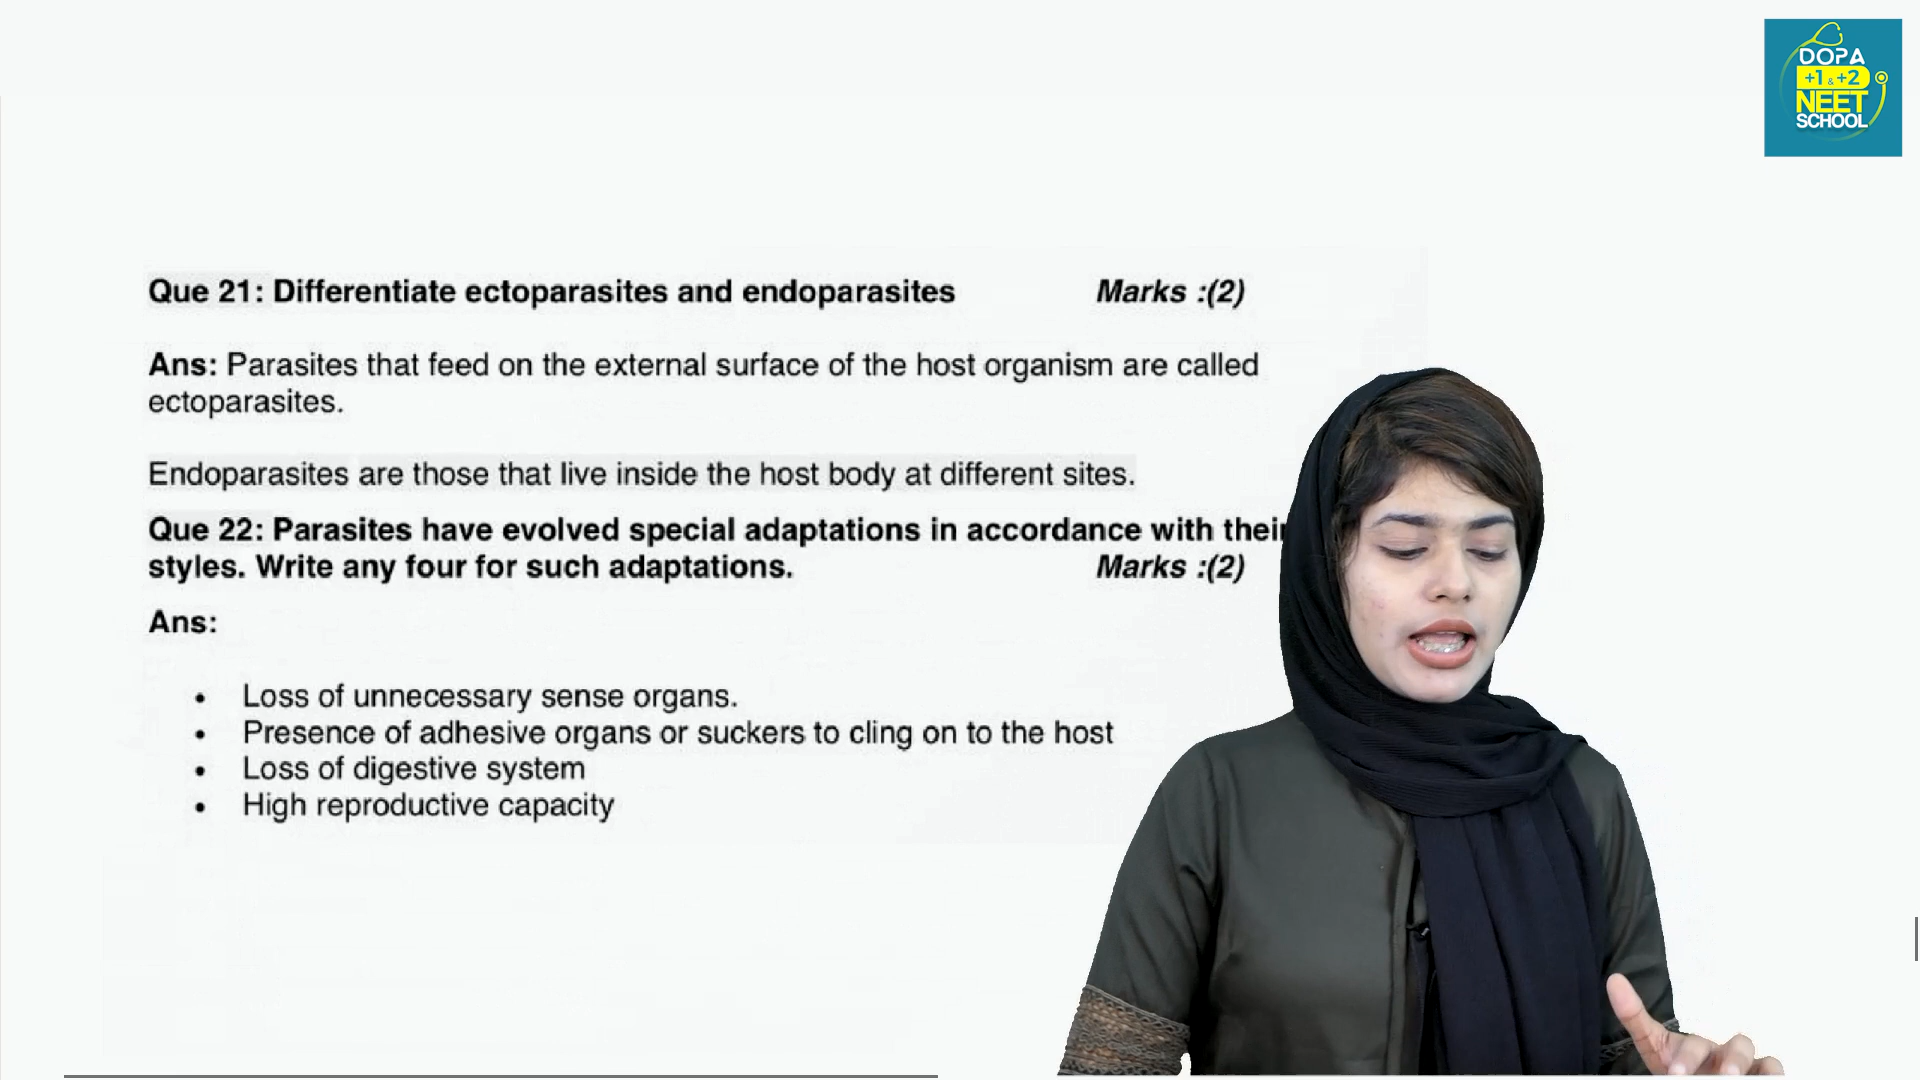 DOPA
+1 & +2
NEET
SCHOOL
Que 21: Differentiate ectoparasites and endoparasites Marks :(2)
Ans: Parasites that feed on the external surface of the host organism are called
ectoparasites.
Endoparasites are those that live inside the host body at different sites.
Que 22: Parasites have evolved special adaptations in accordance with their
styles. Write any four for such adaptations. Marks :(2)
Ans:
• Loss of unnecessary sense organs.
• Presence of adhesive organs or suckers to cling on to the host
• Loss of digestive system
• High reproductive capacity